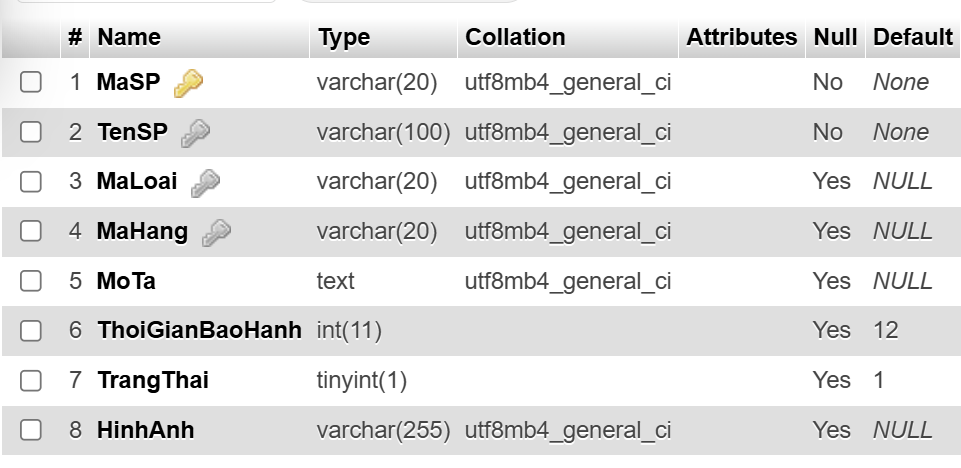 # Name Type Collation Attributes Null Default
1 MaSP varchar(20) utf8mb4_general_ci No None
2 TenSP varchar(100) utf8mb4_general_ci No None
3 MaLoai varchar(20) utf8mb4_general_ci Yes NULL
4 MaHang varchar(20) utf8mb4_general_ci Yes NULL
5 MoTa text utf8mb4_general_ci Yes NULL
6 ThoiGianBaoHanh int(11) Yes 12
7 TrangThai tinyint(1) Yes 1
8 HinhAnh varchar(255) utf8mb4_general_ci Yes NULL